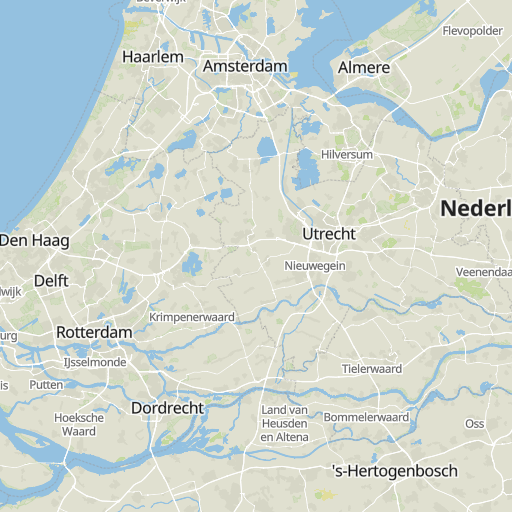 Flevopolder
Haarlem
Amsterdam
Almere
Hilversum
Nederl
Den Haag
Utrecht
Nieuwegein
Veenendaa
Delft
Krimpenerwaard
Rotterdam
IJsselmonde
Tielerwaard
Putten
Dordrecht
Hoeksche
Waard
Land van
Heusden
en Altena
Bommelerwaard
Oss
's-Hertogenbosch